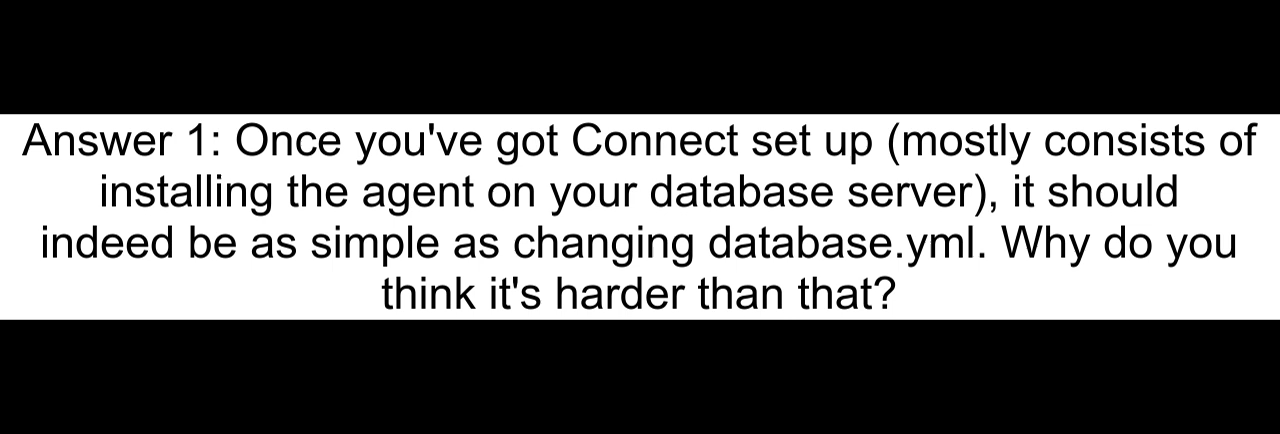 Answer 1: Once you've got Connect set up (mostly consists of
installing the agent on your database server), it should
indeed be as simple as changing database.yml. Why do you
think it's harder than that?